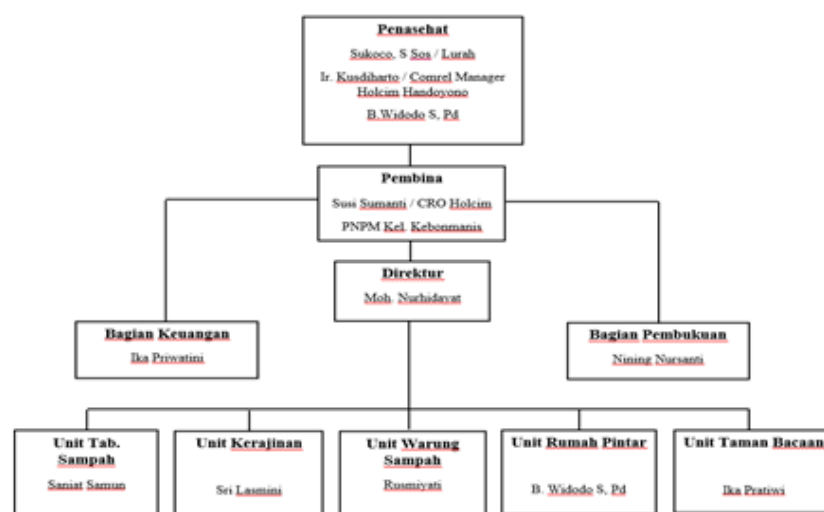 Penasehat
Sukoco, S Sos / Lurah
Ir. Kusdiharto / Comrel Manager
Holcim Handoyono
B.Widodo S, Pd
Pembina
Susi Sumanti / CRO Holcim
PNPM Kel. Kebonmanis
Direktur
Moh. Nurhidayat
Bagian Keuangan
Ika Priwatini
Bagian Pembukuan
Nining Nursanti
Unit Tab.
Sampah
Saniat Samun
Unit Kerajinan
Sri Lasmini
Unit Warung
Sampah
Rusmiyati
Unit Rumah Pintar
B. Widodo S, Pd
Unit Taman Bacaan
Ika Pratiwi